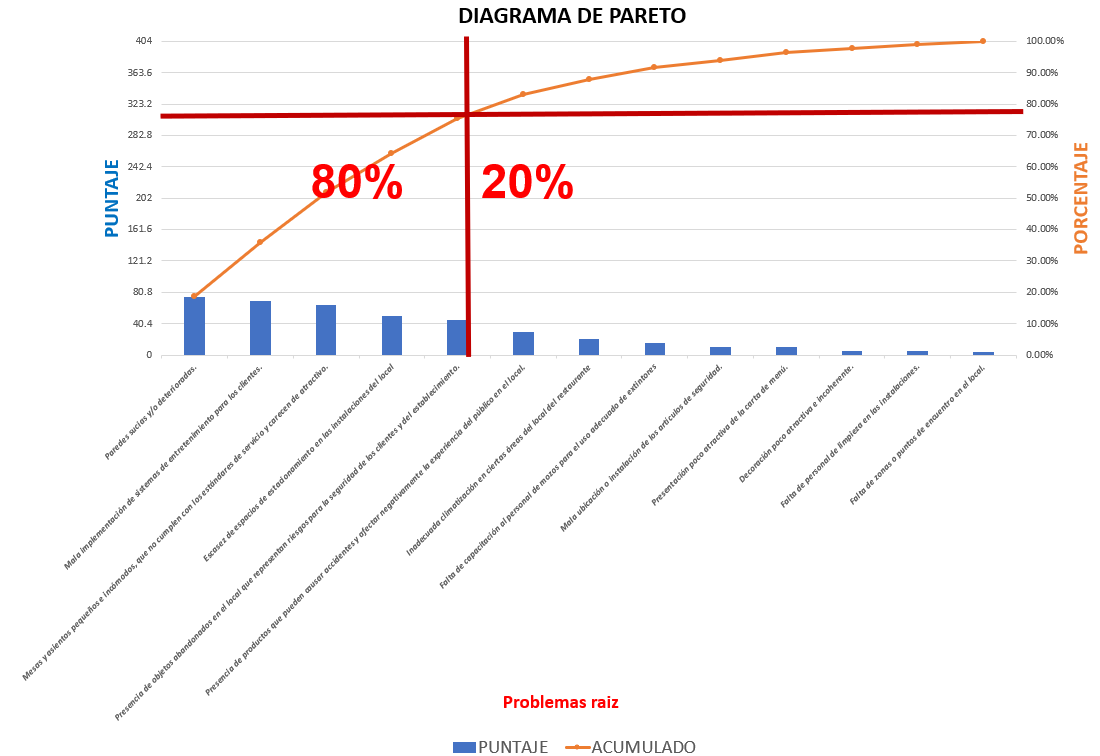 DIAGRAMA DE PARETO
404
363.6
323.2
282.8
242.4
202
161.6
121.2
80.8
40.4
0
100.00%
90.00%
80.00%
70.00%
60.00%
50.00%
40.00%
30.00%
20.00%
10.00%
0.00%
PUNTAJE
PORCENTAJE
80%
20%
Paredes sucias y/o deterioradas.
Mala implementación de sistemas de entretenimiento para los clientes.
Mesas y asientos pequeños e incómodos, que no cumplen con los estándares de servicio y carecen de atractivo.
Escasez de espacios de estacionamiento en las instalaciones del local
Presencia de objetos abandonados en el local que representan riesgos para la seguridad de los clientes y del establecimiento.
Presencia de productos que pueden causar accidentes y afectar negativamente la experiencia del público en el local.
Inadecuada climatización en ciertas áreas del local del restaurante
Falta de capacitación al personal de mozos para el uso adecuado de extintores
Mala ubicación o instalación de los artículos de seguridad.
Presentación poco atractiva de la carta de menú.
Decoración poco atractiva e incoherente.
Falta de personal de limpieza en las instalaciones.
Falta de zonas o puntos de encuentro en el local.
Problemas raiz
PUNTAJE
ACUMULADO